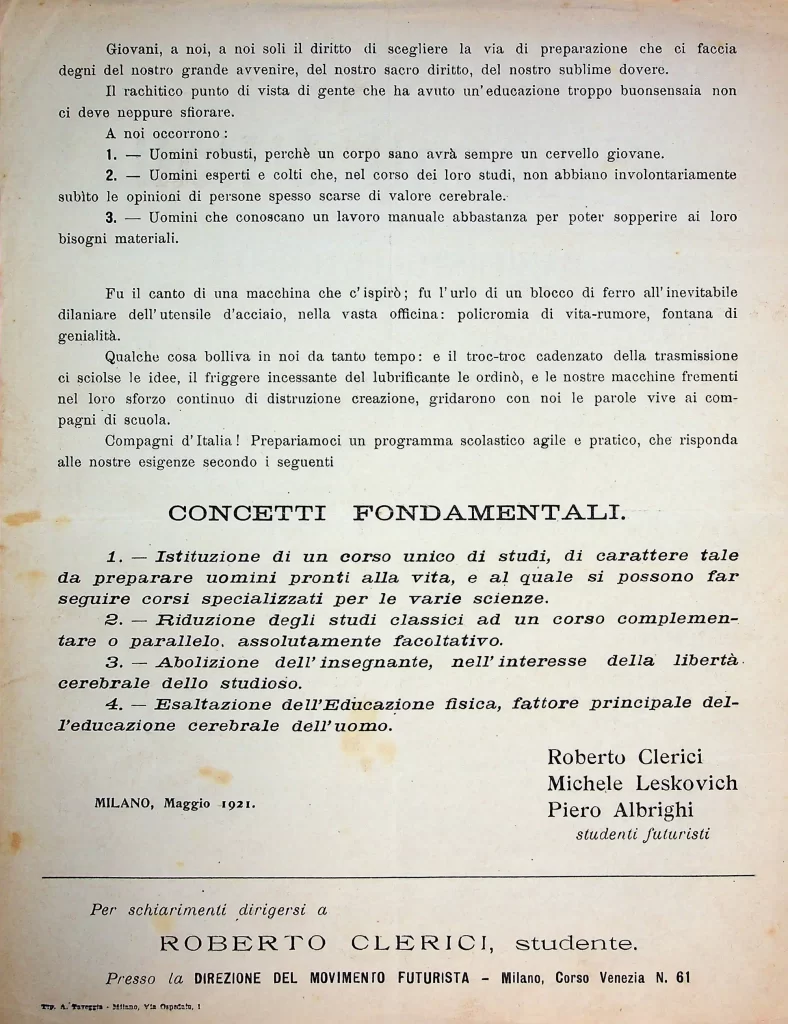 Giovani, a noi, a noi soli il diritto di scegliere la via di preparazione che ci faccia
degni del nostro grande avvenire, del nostro sacro diritto, del nostro sublime dovere.
Il rachitico punto di vista di gente che ha avuto un'educazione troppo buonsensaia non
ci deve neppure sfiorare.
A noi occorrono :
1. — Uomini robusti, perchè un corpo sano avrà sempre un cervello giovane.
2. — Uomini esperti e colti che, nel corso dei loro studi, non abbiano involontariamente
subìto le opinioni di persone spesso scarse di valore cerebrale.
3. — Uomini che conoscano un lavoro manuale abbastanza per poter sopperire ai loro
bisogni materiali.
Fu il canto di una macchina che c'ispirò ; fu l'urlo di un blocco di ferro all'inevitabile
dilaniare dell'utensile d'acciaio, nella vasta officina : policromia di vita-rumore, fontana di
genialità.
Qualche cosa bolliva in noi da tanto tempo : e il troc-troc cadenzato della trasmissione
ci sciolse le idee, il friggere incessante del lubrificante le ordinò, e le nostre macchine frementi
nel loro sforzo continuo di distruzione creazione, gridarono con noi le parole vive ai com-
pagni di scuola.
Compagni d'Italia ! Prepariamoci un programma scolastico agile e pratico, che risponda
alle nostre esigenze secondo i seguenti
CONCETTI FONDAMENTALI.
1. — Istituzione di un corso unico di studi, di carattere tale
da preparare uomini pronti alla vita, e al quale si possono far
seguire corsi specializzati per le varie scienze.
2. — Riduzione degli studi classici ad un corso complemen-
tare o parallelo. assolutamente facoltativo.
3. — Abolizione dell'insegnante, nell'interesse della libertà
cerebrale dello studioso.
4. — Esaltazione dell'Educazione fisica, fattore principale del-
l'educazione cerebrale dell'uomo.
Roberto Clerici
Michele Leskovich
Piero Albrighi
studenti futuristi
MILANO, Maggio 1921.
Per schiarimenti dirigersi a
ROBERTO CLERICI, studente.
Presso la DIREZIONE DEL MOVIMENTO FUTURISTA - Milano, Corso Venezia N. 61
Tip. A. Taveggia - Milano, Via Ospedale, 1